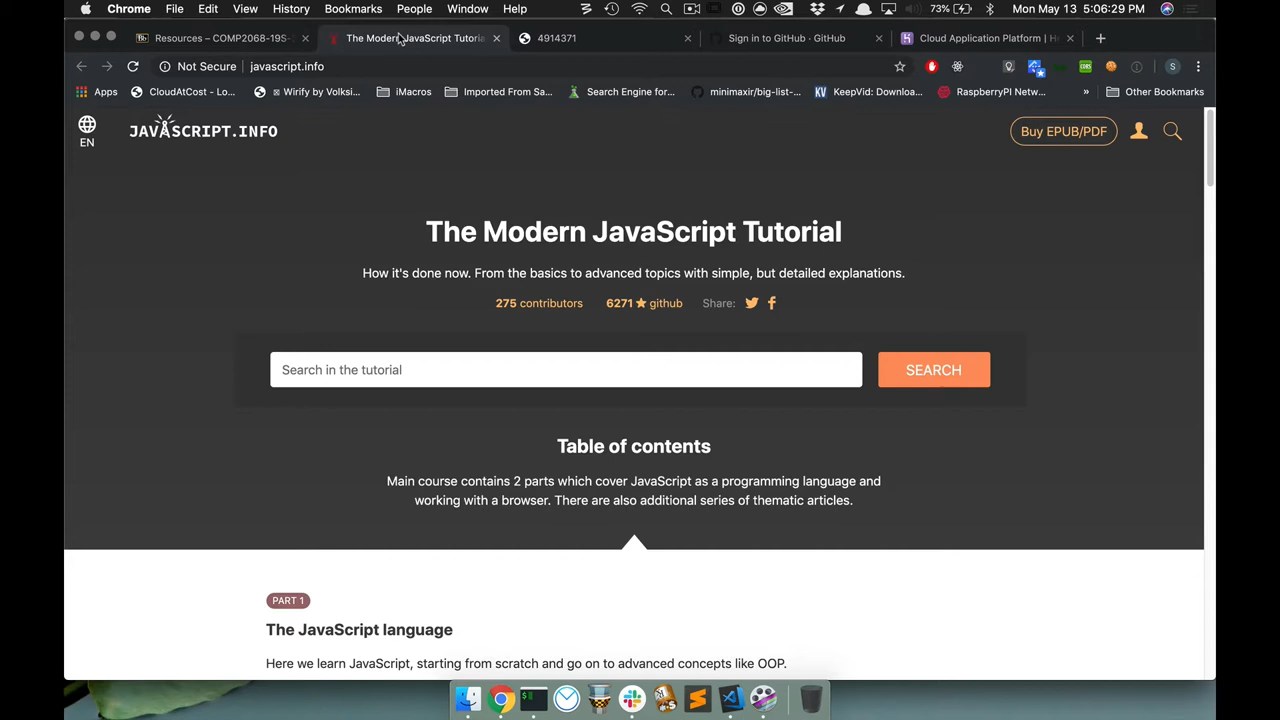 Chrome File Edit View History Bookmarks People Window Help 73% Mon May 13 5:06:29 PM
Resources – COMP2068-19S- The Modern JavaScript Tutoria 4914371 Sign in to GitHub · GitHub Cloud Application Platform | He
Not Secure javascript.info
Apps CloudAtCost - Lo... Wirify by Volksi... iMacros Imported From Sa... Search Engine for... minimaxir/big-list-... KeepVid: Downloa... RaspberryPI Netw... » Other Bookmarks
EN
JAVASCRIPT.INFO
Buy EPUB/PDF
The Modern JavaScript Tutorial
How it's done now. From the basics to advanced topics with simple, but detailed explanations.
275 contributors 6271 github Share:
Search in the tutorial
SEARCH
Table of contents
Main course contains 2 parts which cover JavaScript as a programming language and
working with a browser. There are also additional series of thematic articles.
PART 1
The JavaScript language
Here we learn JavaScript, starting from scratch and go on to advanced concepts like OOP.